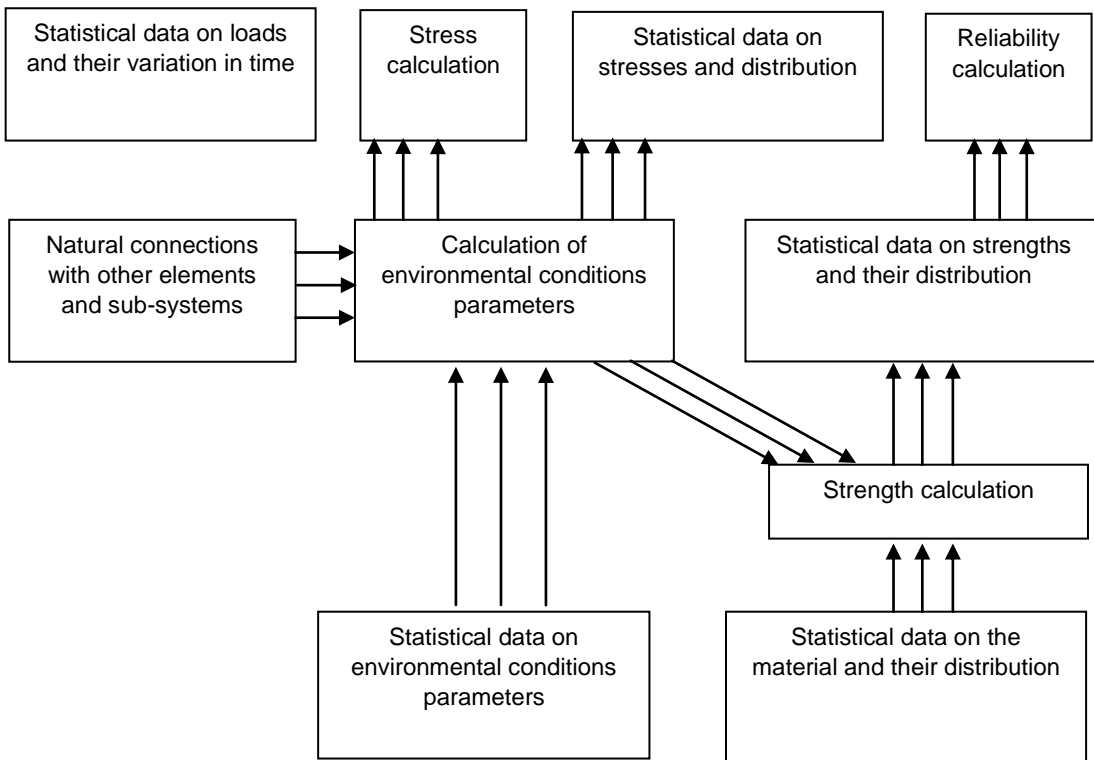 Statistical data on loads
and their variation in time
Stress
calculation
Statistical data on
stresses and distribution
Reliability
calculation
Natural connections
with other elements
and sub-systems
Calculation of
environmental conditions
parameters
Statistical data on strengths
and their distribution
Strength calculation
Statistical data on
environmental conditions
parameters
Statistical data on the
material and their distribution